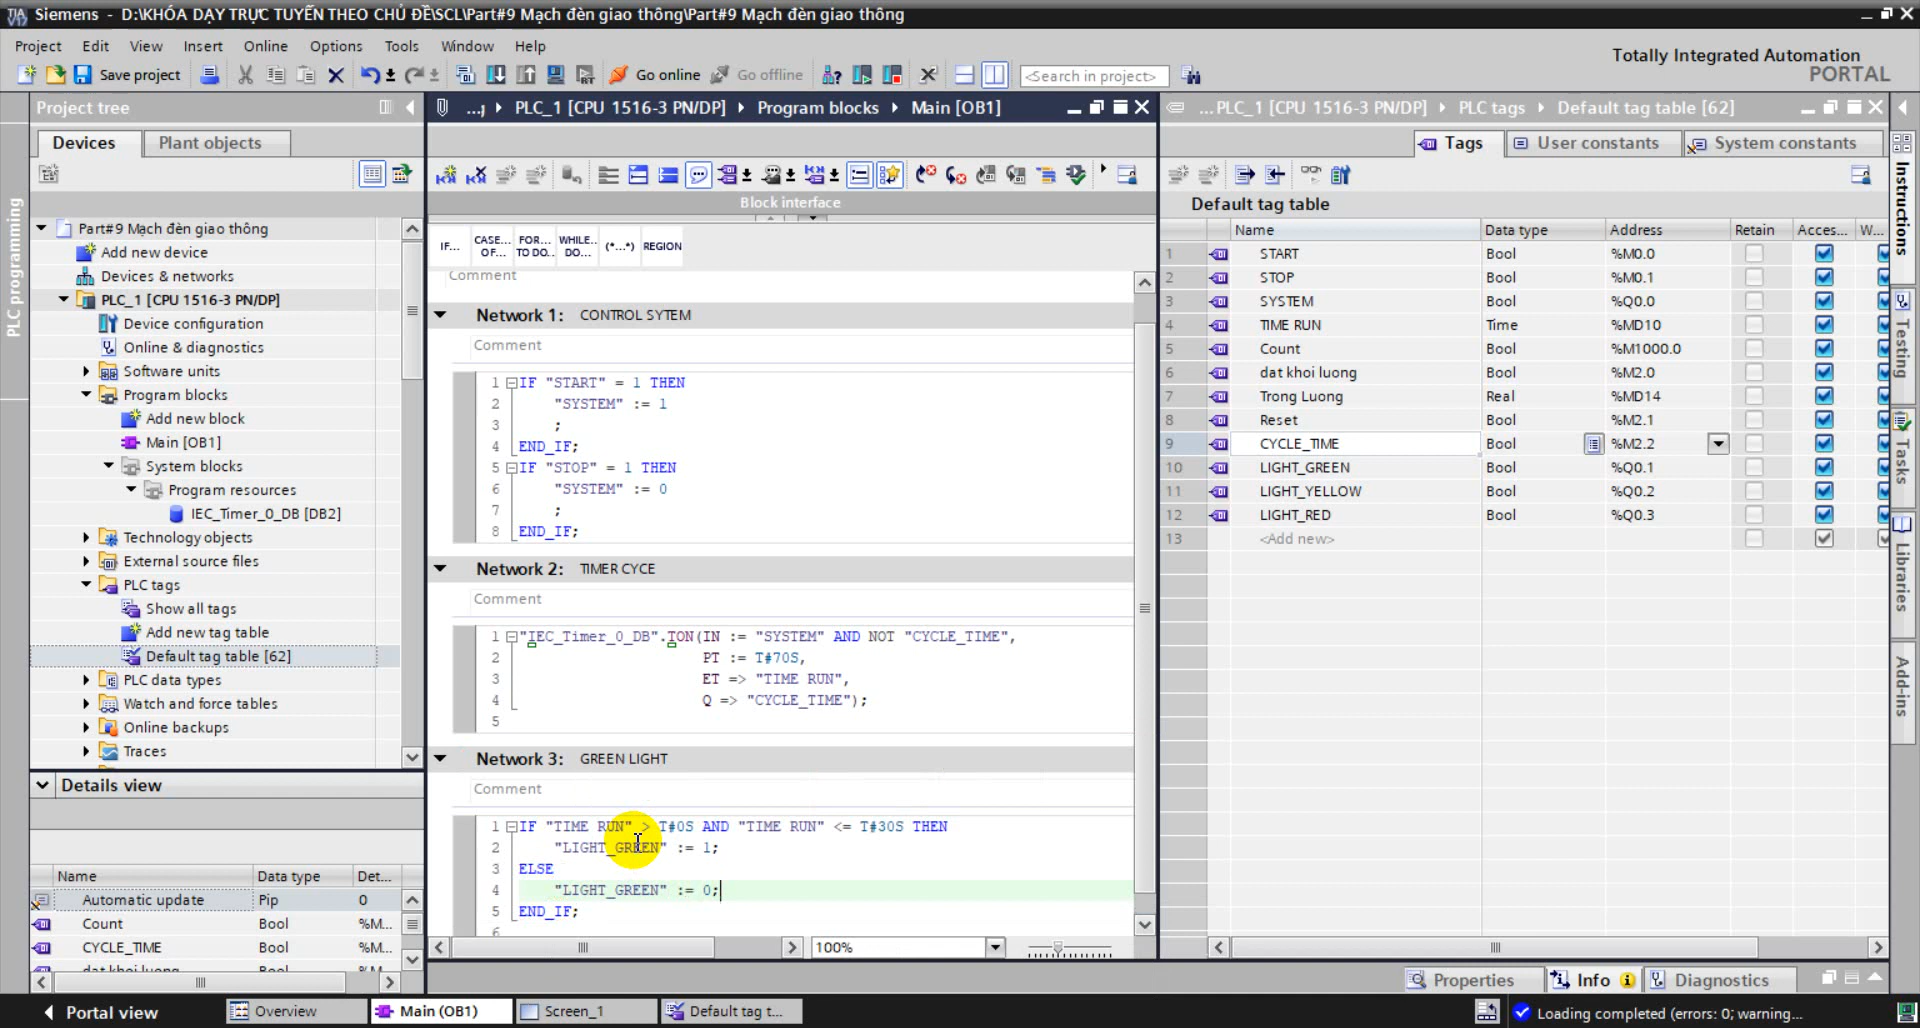 Siemens - D:\KHÓA DẠY TRỰC TUYẾN THEO CHỦ ĐỀ\SCL\Part#9 Mạch đèn giao thông\Part#9 Mạch đèn giao thông
Project Edit View Insert Online Options Tools Window Help
Totally Integrated Automation
PORTAL
Save project
Go online
Go offline
<Search in project>
Project tree
... į PLC_1 [CPU 1516-3 PN/DP] Program blocks Main [OB1]
...PLC_1 [CPU 1516-3 PN/DP] PLC tags Default tag table [62]
Devices Plant objects
Tags User constants System constants
PLC programming
Part#9 Mạch đèn giao thông
Add new device
Devices & networks
PLC_1 [CPU 1516-3 PN/DP]
Device configuration
Online & diagnostics
Software units
Program blocks
Add new block
Main [OB1]
System blocks
Program resources
IEC_Timer_0_DB [DB2]
Technology objects
External source files
PLC tags
Show all tags
Add new tag table
Default tag table [62]
PLC data types
Watch and force tables
Online backups
Traces
Details view
Name Data type Det...
Automatic update Pip 0
Count Bool %M...
CYCLE_TIME Bool %M...
dat khoi luong Bool %M
Block interface
IF... CASE... OF... FOR... TO DO... WHILE.. DO... (*...*) REGION
Comment
Network 1: CONTROL SYTEM
Comment
1 IF "START" = 1 THEN
2 "SYSTEM" := 1
3 ;
4 END_IF;
5 IF "STOP" = 1 THEN
6 "SYSTEM" := 0
7 ;
8 END_IF;
Network 2: TIMER CYCE
Comment
1 "IEC_Timer_0_DB".TON(IN := "SYSTEM" AND NOT "CYCLE_TIME",
2 PT := T#70S,
3 ET => "TIME RUN",
4 Q => "CYCLE_TIME");
5
Network 3: GREEN LIGHT
Comment
1 IF "TIME RUN" > T#0S AND "TIME RUN" <= T#30S THEN
2 "LIGHT_GREEN" := 1;
3 ELSE
4 "LIGHT_GREEN" := 0;
5 END_IF;
6
100%
Default tag table
Name Data type Address Retain Acces... W...
1 START Bool %M0.0
2 STOP Bool %M0.1
3 SYSTEM Bool %Q0.0
4 TIME RUN Time %MD10
5 Count Bool %M1000.0
6 dat khoi luong Bool %M2.0
7 Trong Luong Real %MD14
8 Reset Bool %M2.1
9 CYCLE_TIME Bool %M2.2
10 LIGHT_GREEN Bool %Q0.1
11 LIGHT_YELLOW Bool %Q0.2
12 LIGHT_RED Bool %Q0.3
13 <Add new>
Instructions
Testing
Tasks
Libraries
Add-ins
Properties Info Diagnostics
Portal view Overview Main (OB1) Screen_1 Default tag t...
Loading completed (errors: 0; warning...